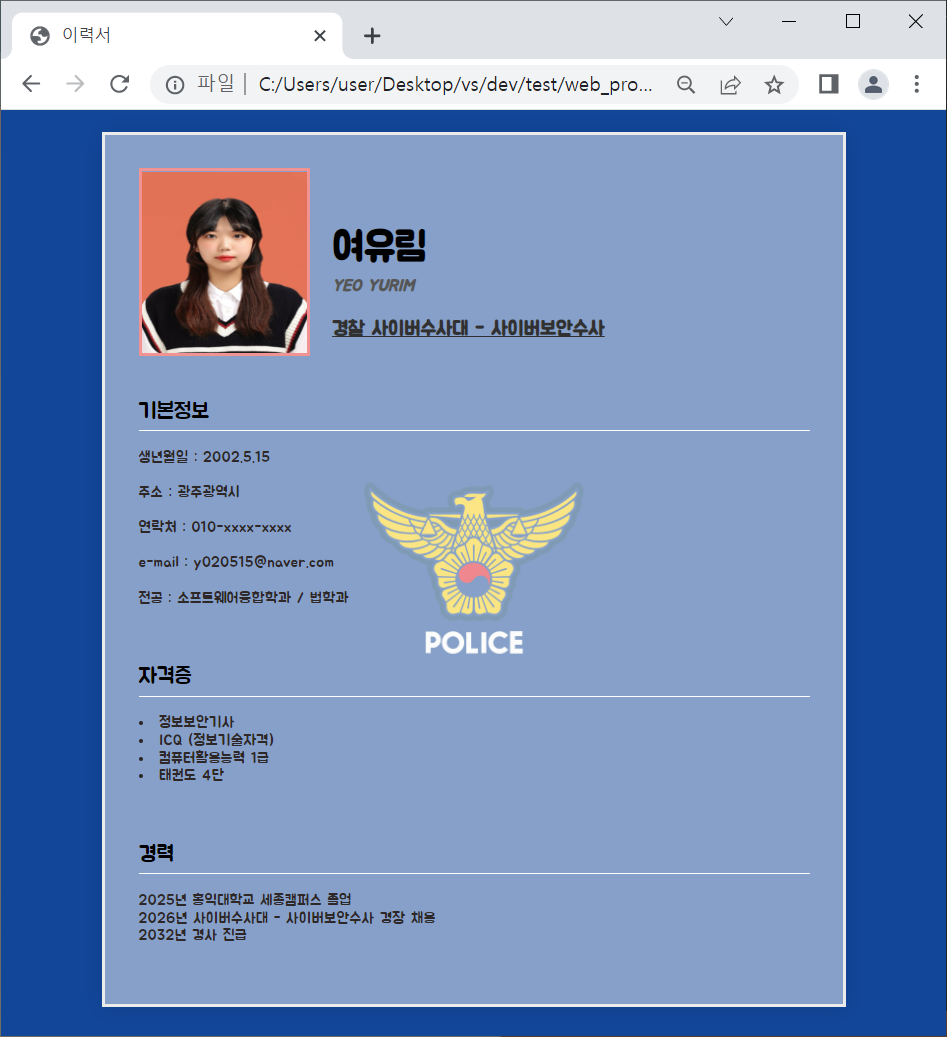 이력서
파일 | C:/Users/user/Desktop/vs/dev/test/web_pro...
여유림
YEO YURIM
경찰 사이버수사대 - 사이버보안수사
기본정보
생년월일 : 2002.5.15
주소 : 광주광역시
연락처 : 010-xxxx-xxxx
e-mail : y020515@naver.com
전공 : 소프트웨어융합학과 / 법학과
POLICE
자격증
• 정보보안기사
• ICQ (정보기술자격)
• 컴퓨터활용능력 1급
• 태권도 4단
경력
2025년 홍익대학교 세종캠퍼스 졸업
2026년 사이버수사대 - 사이버보안수사 경장 채용
2032년 경사 진급